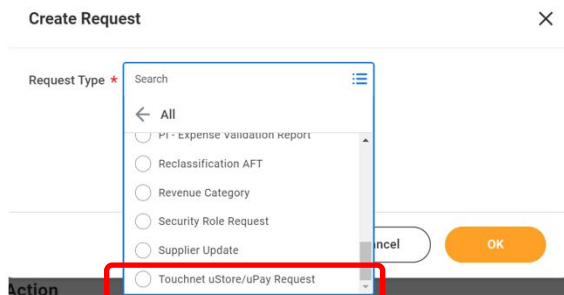 Create Request
Request Type * Search
All
PI - Expense Validation Report
Reclassification AFT
Revenue Category
Security Role Request
Supplier Update
ncel OK
Touchnet uStore/uPay Request
Action